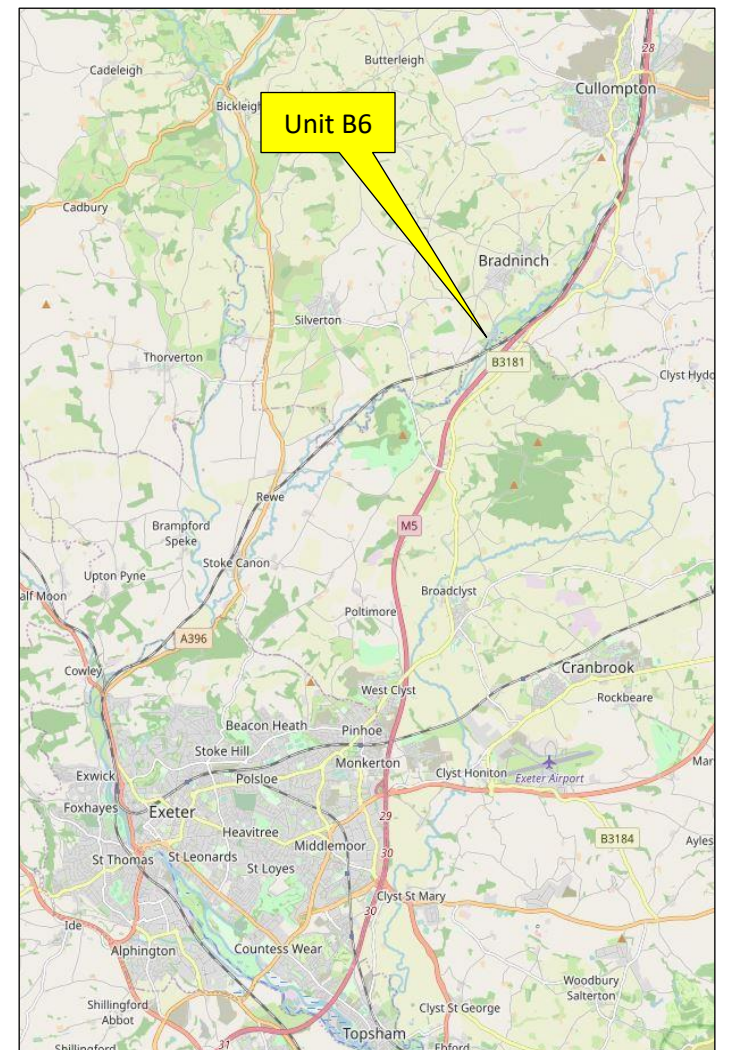 28
Butterleigh
Cadeleigh
Cullompton
Bickleigh
Unit B6
Cadbury
Bradninch
Silverton
Thorverton
B3181
Clyst Hydo
Rewe
Brampford
Speke
M5
Stoke Canon
Upton Pyne
alf Moon
Broadclyst
Poltimore
A396
Cowley
Cranbrook
West Clyst
Rockbeare
Beacon Heath
Pinhoe
Stoke Hill
Monkerton
Mar
Exwick
Polsloe
Clyst Honiton
Exeter Airport
Foxhayes
Exeter
29
Heavitree
Middlemoor
B3184
Ayles
30
St Thomas
St Leonards
St Loyes
Clyst St Mary
30
Ide
Alphington
Countess Wear
Woodbury
Salterton
Shillingford
Abbot
Clyst St George
Topsham
31
Shillingford
Ebford